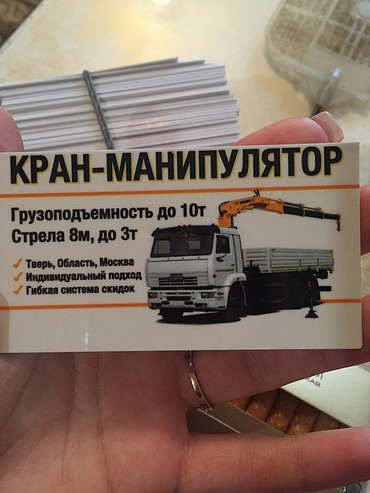 КРАН-МАНИПУЛЯТОР
Грузоподъемность до 10т
Стрела 8м, до 3т
✓ Тверь, Область, Москва
✓ Индивидуальный подход
✓ Гибкая система скидок